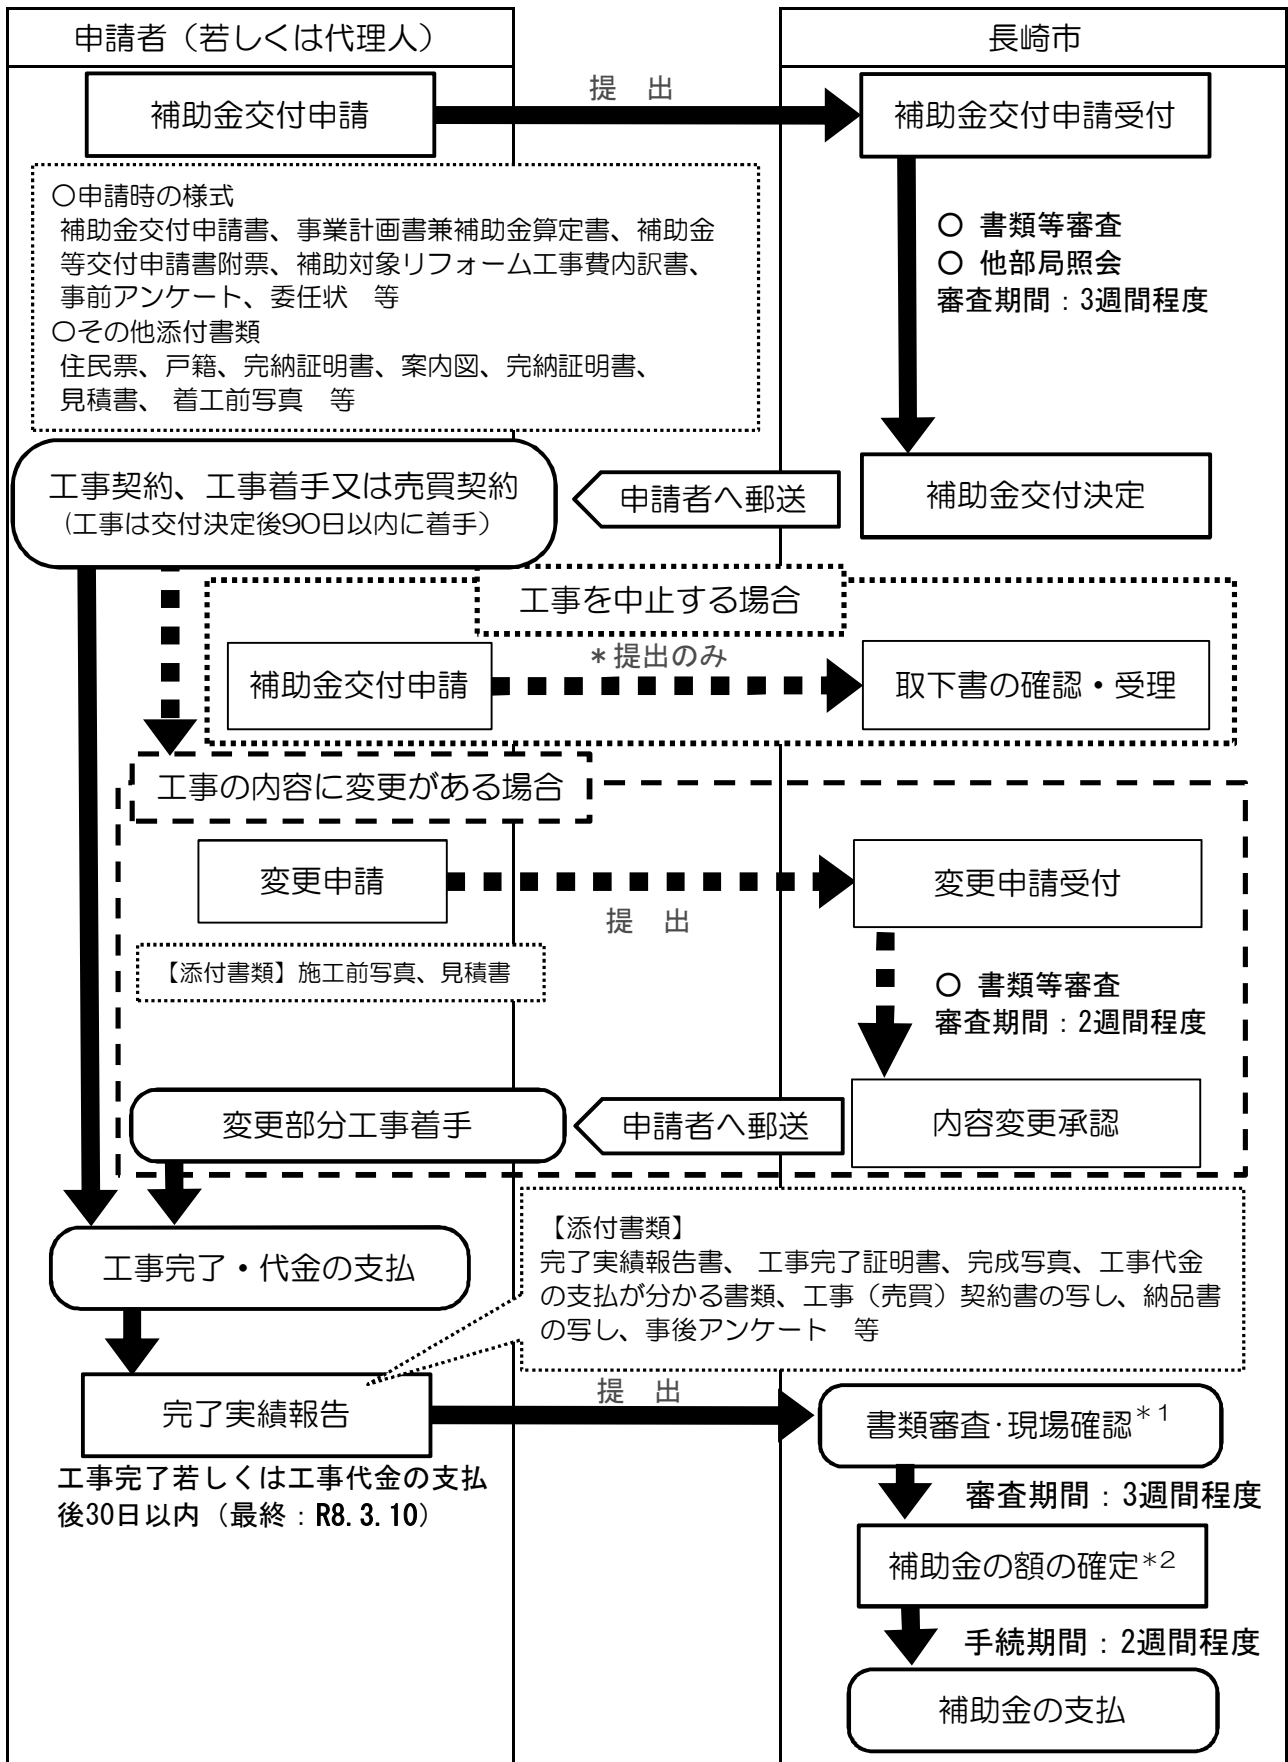 申請者（若しくは代理人）
長崎市
補助金交付申請
提　出
補助金交付申請受付
〇申請時の様式
補助金交付申請書、事業計画書兼補助金算定書、補助金
等交付申請書附票、補助対象リフォーム工事費内訳書、
事前アンケート、委任状　等
〇その他添付書類
住民票、戸籍、完納証明書、案内図、完納証明書、
見積書、 着工前写真　等
〇 書類等審査
〇 他部局照会
審査期間：3週間程度
工事契約、工事着手又は売買契約
（工事は交付決定後90日以内に着手）
申請者へ郵送
補助金交付決定
工事を中止する場合
補助金交付申請
＊提出のみ
取下書の確認・受理
工事の内容に変更がある場合
変更申請
提　出
変更申請受付
【添付書類】施工前写真、見積書
〇 書類等審査
審査期間：2週間程度
変更部分工事着手
申請者へ郵送
内容変更承認
工事完了・代金の支払
【添付書類】
完了実績報告書、 工事完了証明書、完成写真、工事代金
の支払が分かる書類、工事（売買）契約書の写し、納品書
の写し、事後アンケート　等
完了実績報告
提　出
書類審査･現場確認＊1
工事完了若しくは工事代金の支払
後30日以内（最終：R8.3.10）
審査期間：3週間程度
補助金の額の確定＊2
手続期間：2週間程度
補助金の支払